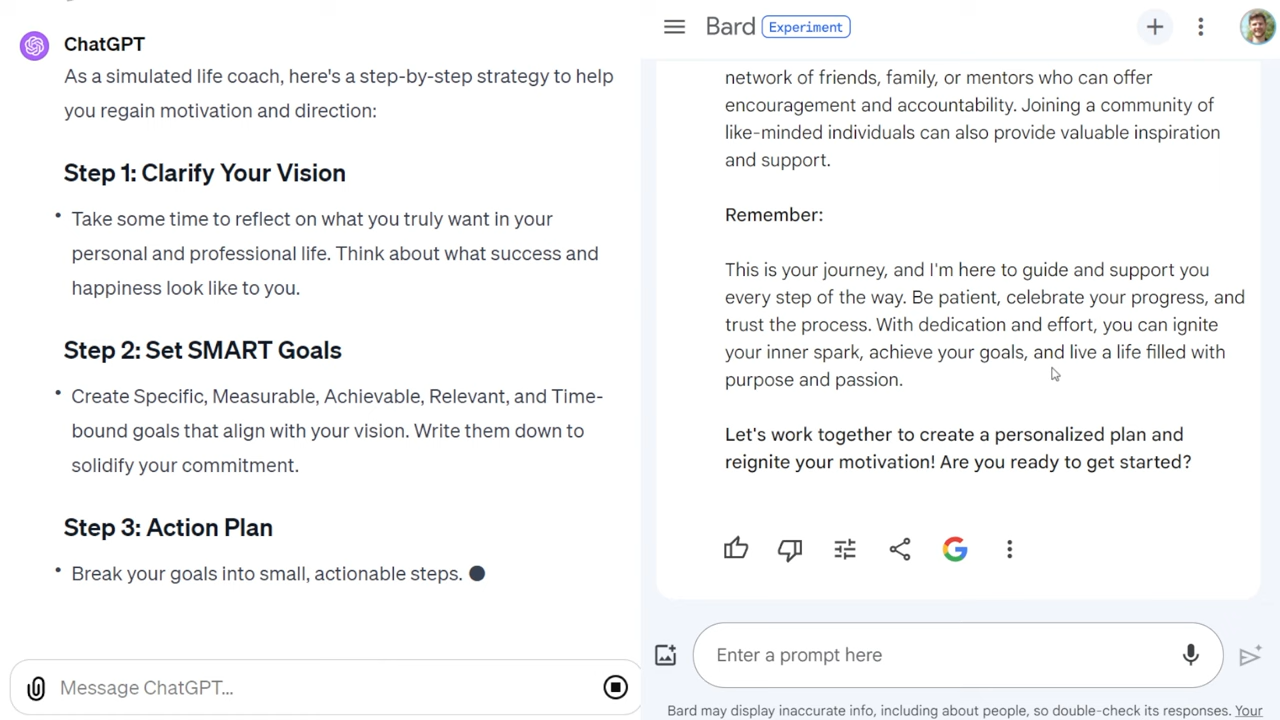 ChatGPT
As a simulated life coach, here's a step-by-step strategy to help
you regain motivation and direction:
Step 1: Clarify Your Vision
• Take some time to reflect on what you truly want in your
personal and professional life. Think about what success and
happiness look like to you.
Step 2: Set SMART Goals
• Create Specific, Measurable, Achievable, Relevant, and Time-
bound goals that align with your vision. Write them down to
solidify your commitment.
Step 3: Action Plan
• Break your goals into small, actionable steps.
Message ChatGPT...
Bard Experiment
network of friends, family, or mentors who can offer
encouragement and accountability. Joining a community of
like-minded individuals can also provide valuable inspiration
and support.
Remember:
This is your journey, and I'm here to guide and support you
every step of the way. Be patient, celebrate your progress, and
trust the process. With dedication and effort, you can ignite
your inner spark, achieve your goals, and live a life filled with
purpose and passion.
Let's work together to create a personalized plan and
reignite your motivation! Are you ready to get started?
Enter a prompt here
Bard may display inaccurate info, including about people, so double-check its responses. Your